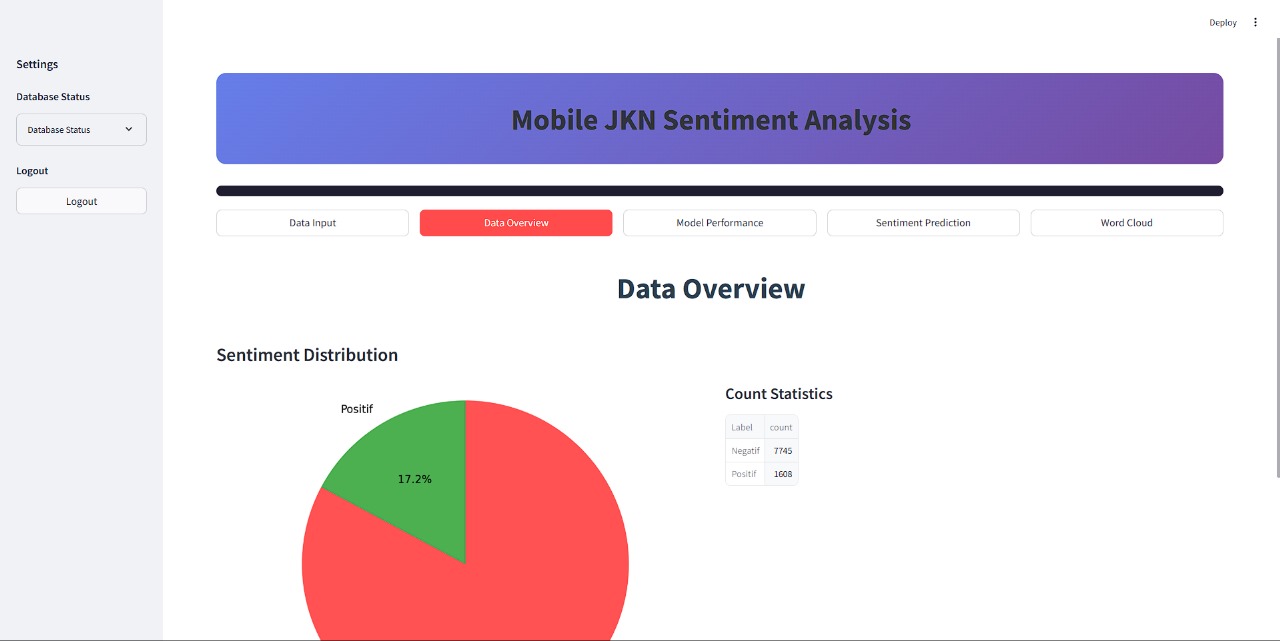 Deploy
Settings
Database Status
Database Status
Logout
Logout
Mobile JKN Sentiment Analysis
Data Input
Data Overview
Model Performance
Sentiment Prediction
Word Cloud
Data Overview
Sentiment Distribution
Positif
17.2%
Count Statistics
Label count
Negatif 7745
Positif 1608